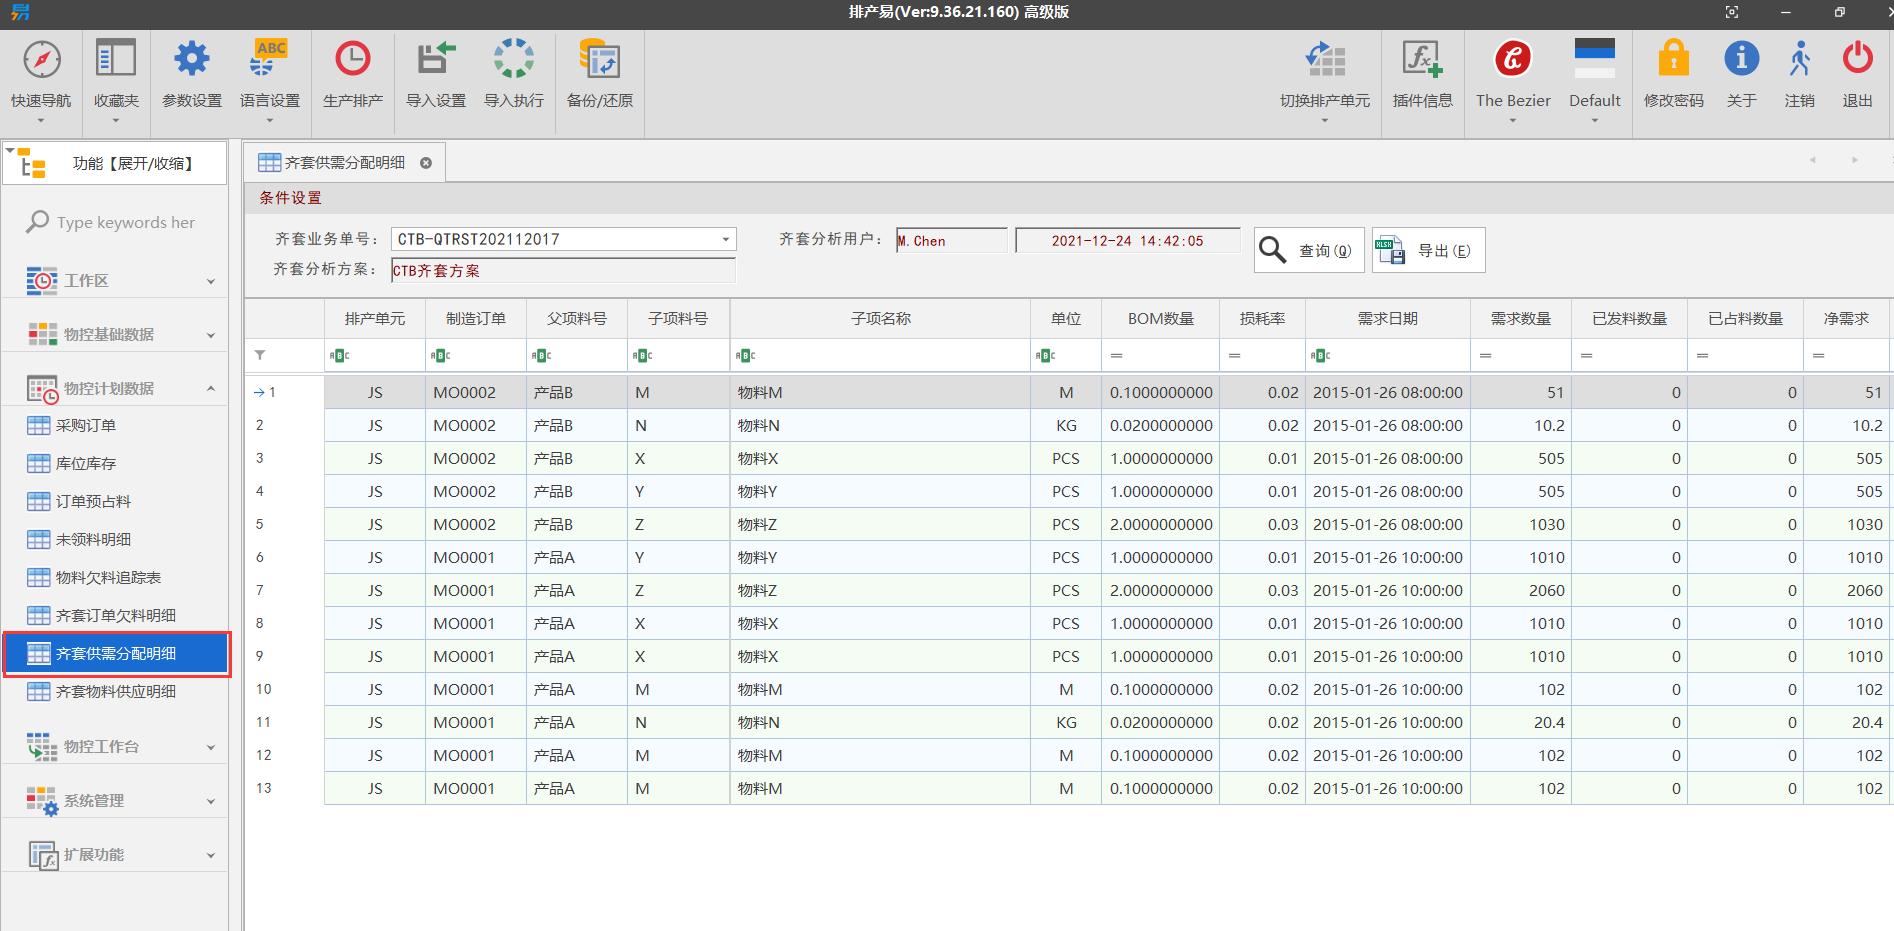 排产易(Ver:9.36.21.160) 高级版
快速导航 收藏夹 参数设置 语言设置 生产排产 导入设置 导入执行 备份/还原 切换排产单元 插件信息 The Bezier Default 修改密码 关于 注销 退出
功能【展开/收缩】
Type keywords her
工作区
物控基础数据
物控计划数据
采购订单
库位库存
订单预占料
未领料明细
物料欠料追踪表
齐套订单欠料明细
齐套供需分配明细
齐套物料供应明细
物控工作台
系统管理
扩展功能
齐套供需分配明细
条件设置
齐套业务单号： CTB-QTRST202112017 齐套分析用户： M.Chen 2021-12-24 14:42:05 查询(Q) XLSX 导出(E)
齐套分析方案： CTB齐套方案
排产单元 制造订单 父项料号 子项料号 子项名称 单位 BOM数量 损耗率 需求日期 需求数量 已发料数量 已占料数量 净需求
ABC ABC ABC ABC ABC ABC = = ABC = = = =
1 JS MO0002 产品B M 物料M M 0.1000000000 0.02 2015-01-26 08:00:00 51 0 0 51
2 JS MO0002 产品B N 物料N KG 0.0200000000 0.02 2015-01-26 08:00:00 10.2 0 0 10.2
3 JS MO0002 产品B X 物料X PCS 1.0000000000 0.01 2015-01-26 08:00:00 505 0 0 505
4 JS MO0002 产品B Y 物料Y PCS 1.0000000000 0.01 2015-01-26 08:00:00 505 0 0 505
5 JS MO0002 产品B Z 物料Z PCS 2.0000000000 0.03 2015-01-26 08:00:00 1030 0 0 1030
6 JS MO0001 产品A Y 物料Y PCS 1.0000000000 0.01 2015-01-26 10:00:00 1010 0 0 1010
7 JS MO0001 产品A Z 物料Z PCS 2.0000000000 0.03 2015-01-26 10:00:00 2060 0 0 2060
8 JS MO0001 产品A X 物料X PCS 1.0000000000 0.01 2015-01-26 10:00:00 1010 0 0 1010
9 JS MO0001 产品A X 物料X PCS 1.0000000000 0.01 2015-01-26 10:00:00 1010 0 0 1010
10 JS MO0001 产品A M 物料M M 0.1000000000 0.02 2015-01-26 10:00:00 102 0 0 102
11 JS MO0001 产品A N 物料N KG 0.0200000000 0.02 2015-01-26 10:00:00 20.4 0 0 20.4
12 JS MO0001 产品A M 物料M M 0.1000000000 0.02 2015-01-26 10:00:00 102 0 0 102
13 JS MO0001 产品A M 物料M M 0.1000000000 0.02 2015-01-26 10:00:00 102 0 0 102